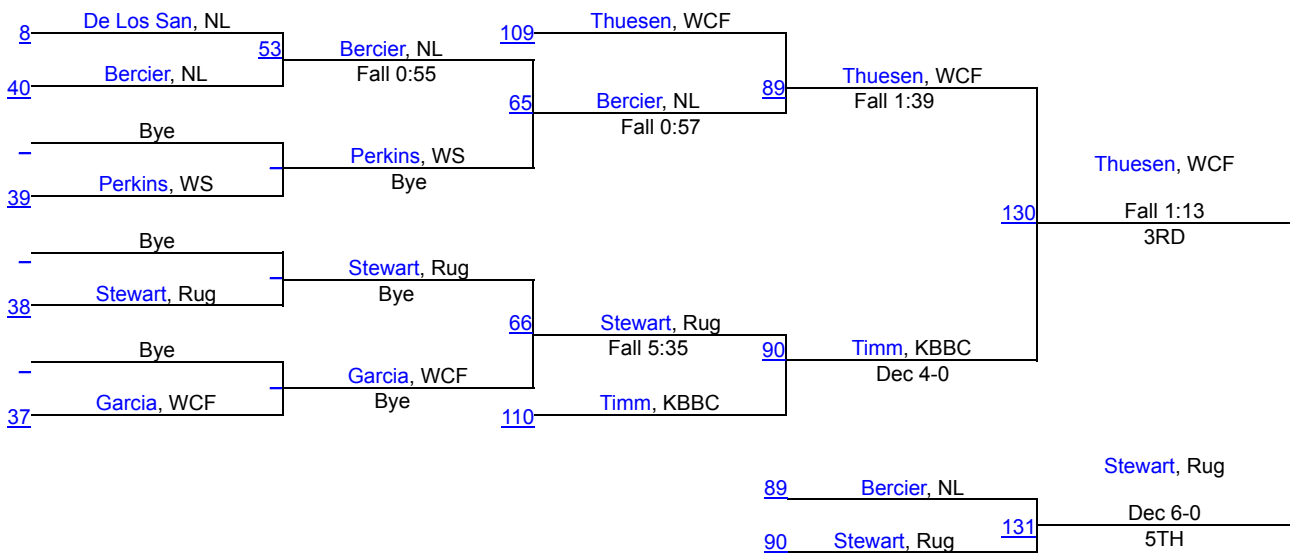 De Los San, NL
8
53
Bercier, NL
40
Bercier, NL
Fall 0:55
Bye
_
Perkins, WS
39
_
Perkins, WS
Bye
65
Bercier, NL
Fall 0:57
Thuesen, WCF
109
89
Thuesen, WCF
Fall 1:39
Bye
_
Stewart, Rug
38
_
Stewart, Rug
Bye
Bye
_
Garcia, WCF
37
_
Garcia, WCF
Bye
66
Stewart, Rug
Fall 5:35
Timm, KBBC
110
90
Timm, KBBC
Dec 4-0
130
Thuesen, WCF
Fall 1:13
3RD
89
Bercier, NL
90
Stewart, Rug
131
Stewart, Rug
Dec 6-0
5TH